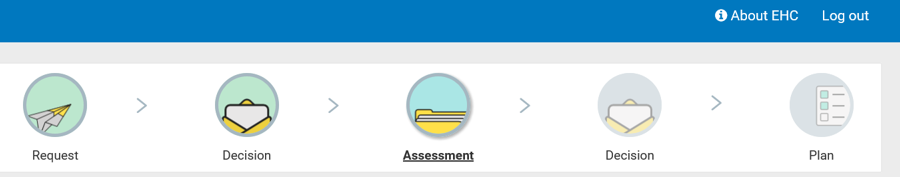 About EHC Log out
Request Decision Assessment Decision Plan